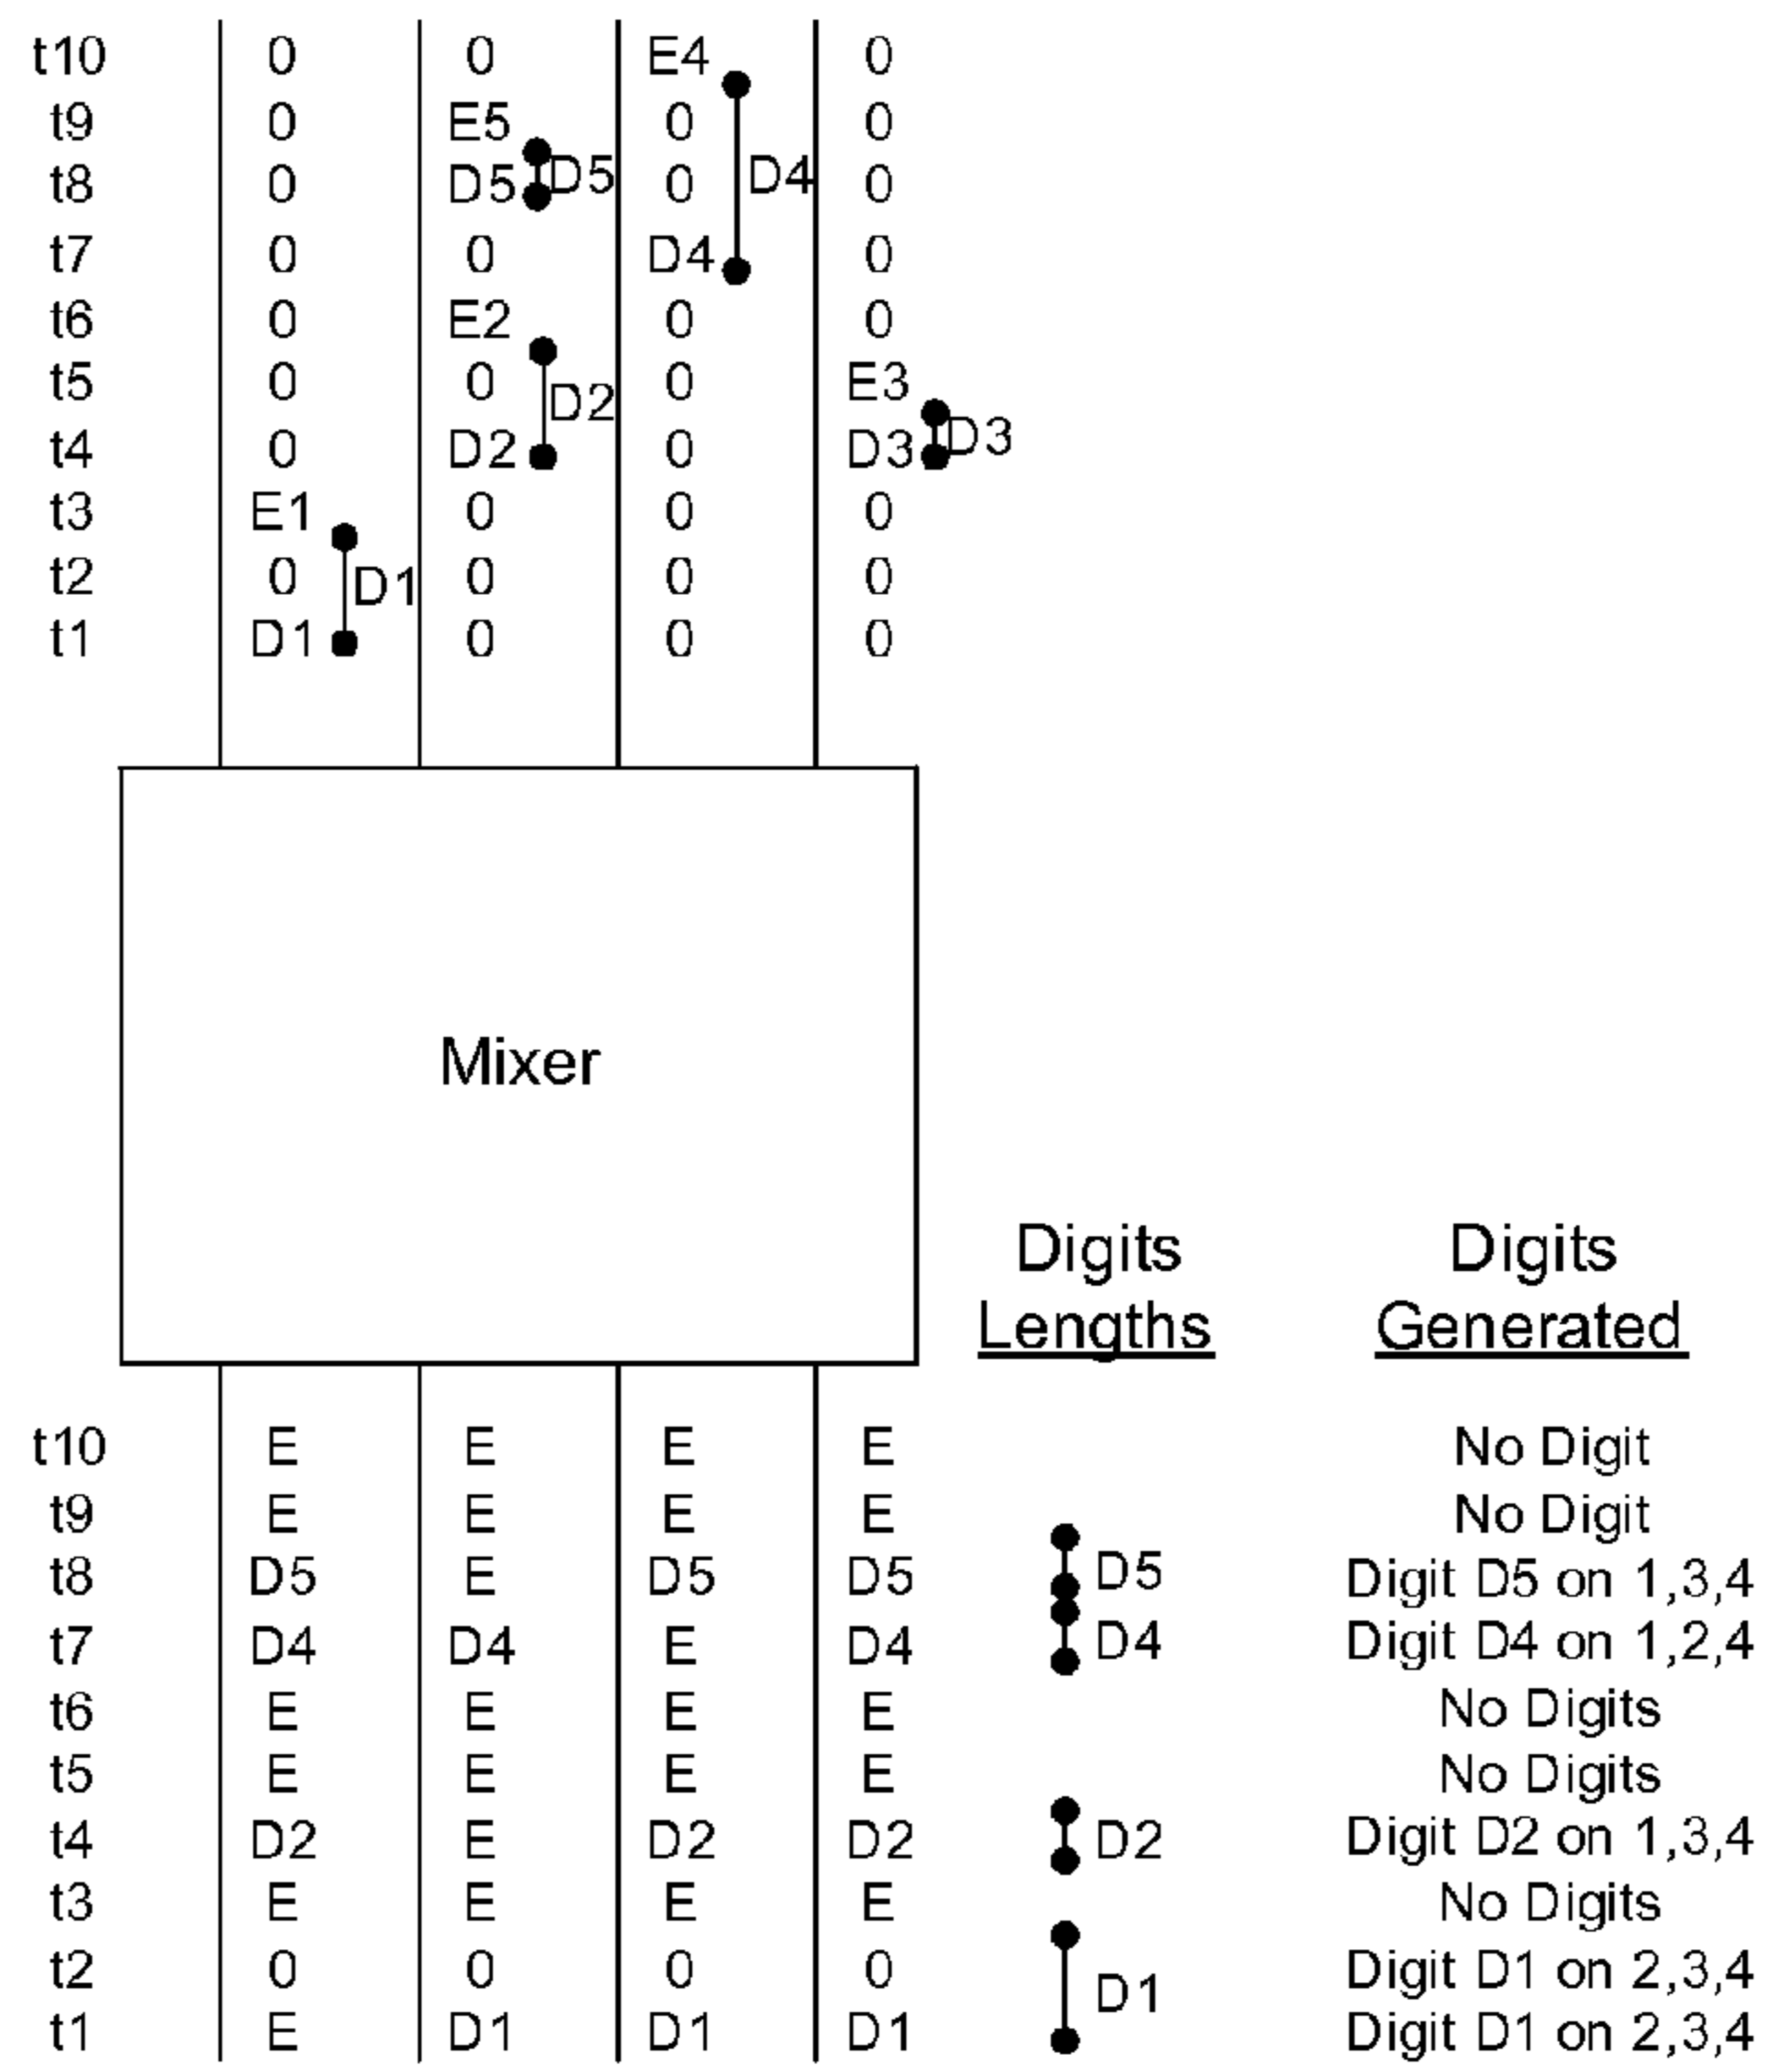 t10 0 0 E4 0
t9 0 E5 0 0
t8 0 D5 D5 0 D4 0
t7 0 0 D4 0
t6 0 E2 0 0
t5 0 0 D2 0 E3
t4 0 D2 0 D3 D3
t3 E1 0 0 0
t2 0 D1 0 0 0
t1 D1 0 0 0
Mixer
Digits Digits
Lengths Generated
t10 E E E E No Digit
t9 E E E E No Digit
t8 D5 E D5 D5 D5 Digit D5 on 1,3,4
t7 D4 D4 E D4 D4 Digit D4 on 1,2,4
t6 E E E E No Digits
t5 E E E E No Digits
t4 D2 E D2 D2 D2 Digit D2 on 1,3,4
t3 E E E E No Digits
t2 0 0 0 0 D1 Digit D1 on 2,3,4
t1 E D1 D1 D1 Digit D1 on 2,3,4